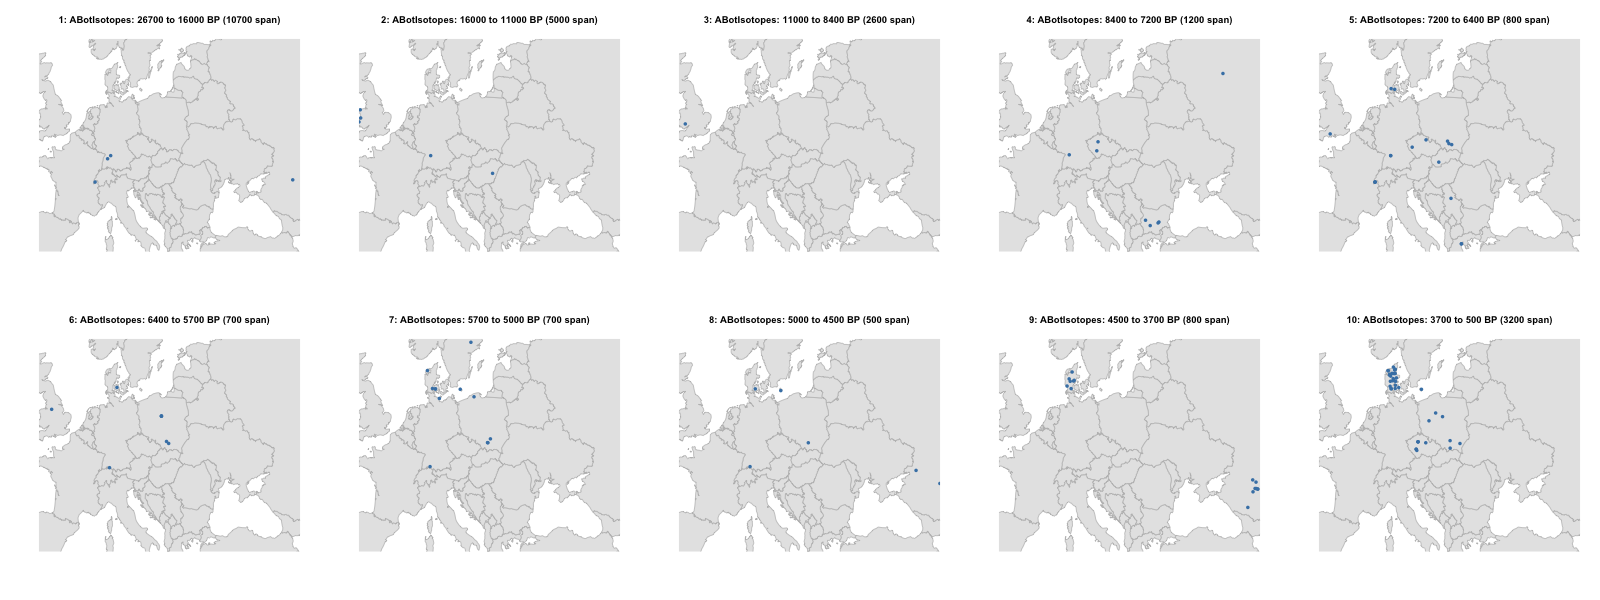 1: ABotIsotopes: 26700 to 16000 BP (10700 span)
2: ABotIsotopes: 16000 to 11000 BP (5000 span)
3: ABotIsotopes: 11000 to 8400 BP (2600 span)
4: ABotIsotopes: 8400 to 7200 BP (1200 span)
5: ABotIsotopes: 7200 to 6400 BP (800 span)
6: ABotIsotopes: 6400 to 5700 BP (700 span)
7: ABotIsotopes: 5700 to 5000 BP (700 span)
8: ABotIsotopes: 5000 to 4500 BP (500 span)
9: ABotIsotopes: 4500 to 3700 BP (800 span)
10: ABotIsotopes: 3700 to 500 BP (3200 span)